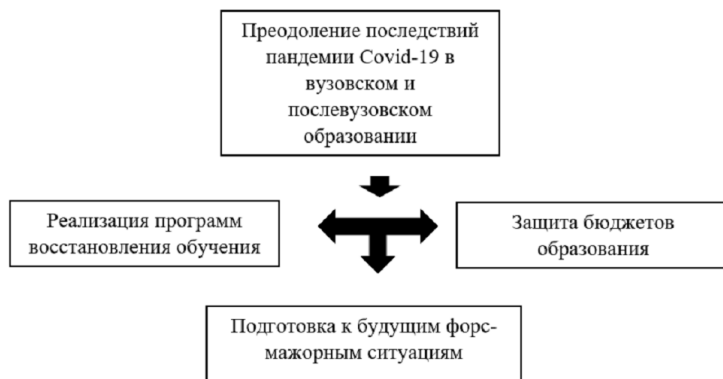 Преодоление последствий
пандемии Covid-19 в
вузовском и
послевузовском
образовании
Реализация программ
восстановления обучения
Защита бюджетов
образования
Подготовка к будущим форс-
мажорным ситуациям